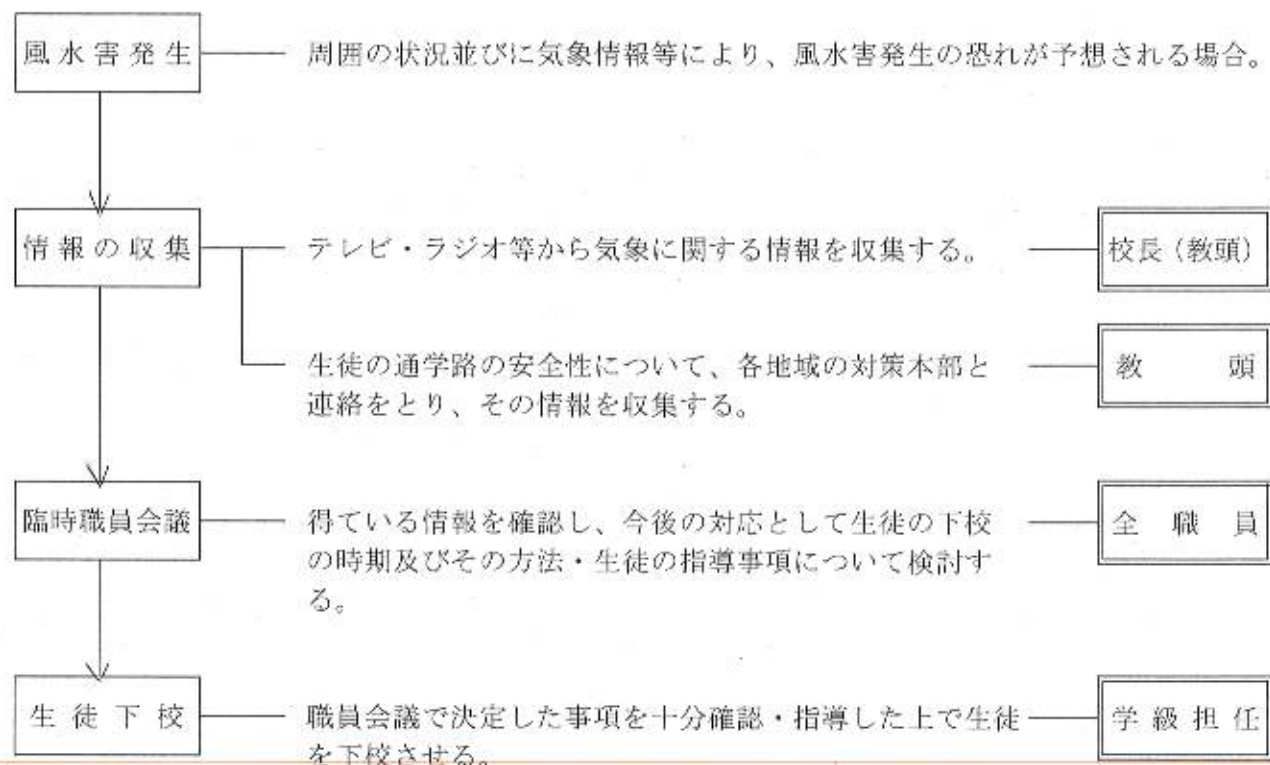 風水害発生
周囲の状況並びに気象情報等により、風水害発生の恐れが予想される場合。
情報の収集
テレビ・ラジオ等から気象に関する情報を収集する。
校長（教頭）
生徒の通学路の安全性について、各地域の対策本部と
連絡をとり、その情報を収集する。
教頭
臨時職員会議
得ている情報を確認し、今後の対応として生徒の下校
の時期及びその方法・生徒の指導事項について検討す
る。
全職員
生徒下校
職員会議で決定した事項を十分確認・指導した上で生徒
を下校させる。
学級担任